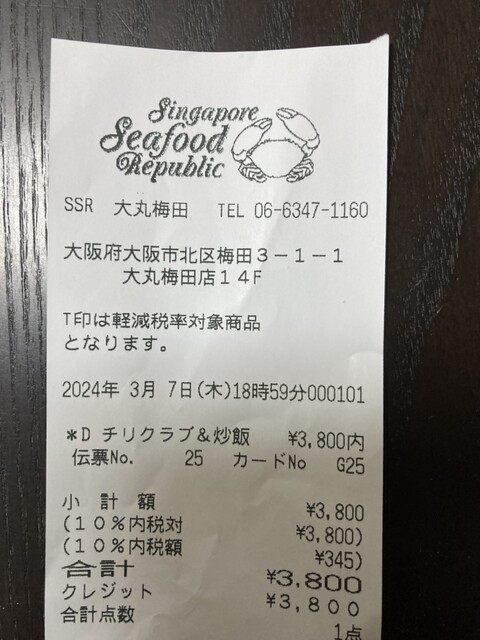 Singapore
Seafood
Republic
SSR 大丸梅田 TEL 06-6347-1160
大阪府大阪市北区梅田３－１－１
大丸梅田店１４F
T印は軽減税率対象商品
となります。
2024年 3月 7日(木)18時59分000101
*D チリクラブ&炒飯 ¥3,800内
伝票No. 25 カードNo G25
小 計 額 ¥3,800
(１０％内税対 ¥3,800)
(１０％内税額 ¥345)
合計 ¥3,800
クレジット ¥3,800
合計点数 1点